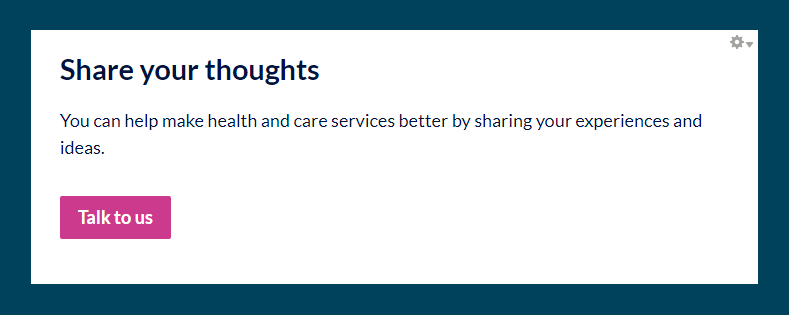 Share your thoughts
You can help make health and care services better by sharing your experiences and
ideas.
Talk to us